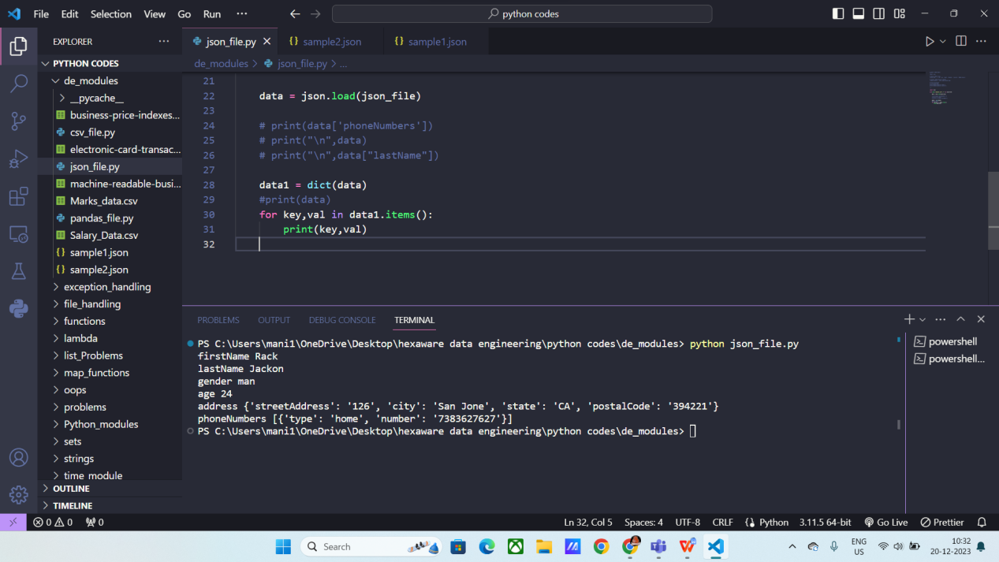 File Edit Selection View Go Run ···
python codes
EXPLORER
PYTHON CODES
de_modules
__pycache__
business-price-indexes...
csv_file.py
electronic-card-transac...
json_file.py
machine-readable-busi...
Marks_data.csv
pandas_file.py
Salary_Data.csv
sample1.json
sample2.json
exception_handling
file_handling
functions
lambda
list_Problems
map_functions
oops
problems
Python_modules
sets
strings
time_module
OUTLINE
TIMELINE
json_file.py sample2.json sample1.json
de_modules > json_file.py > ...
21
22 data = json.load(json_file)
23
24 # print(data['phoneNumbers'])
25 # print("\n",data)
26 # print("\n",data["lastName"])
27
28 data1 = dict(data)
29 #print(data)
30 for key,val in data1.items():
31 print(key,val)
32
PROBLEMS OUTPUT DEBUG CONSOLE TERMINAL
PS C:\Users\mani1\OneDrive\Desktop\hexaware data engineering\python codes\de_modules> python json_file.py
firstName Rack
lastName Jackon
gender man
age 24
address {'streetAddress': '126', 'city': 'San Jone', 'state': 'CA', 'postalCode': '394221'}
phoneNumbers [{'type': 'home', 'number': '7383627627'}]
PS C:\Users\mani1\OneDrive\Desktop\hexaware data engineering\python codes\de_modules>
powershell
powershell...
0 0 0 Ln 32, Col 5 Spaces: 4 UTF-8 CRLF Python 3.11.5 64-bit Go Live Prettier
Search
ENG
US
10:32
20-12-2023